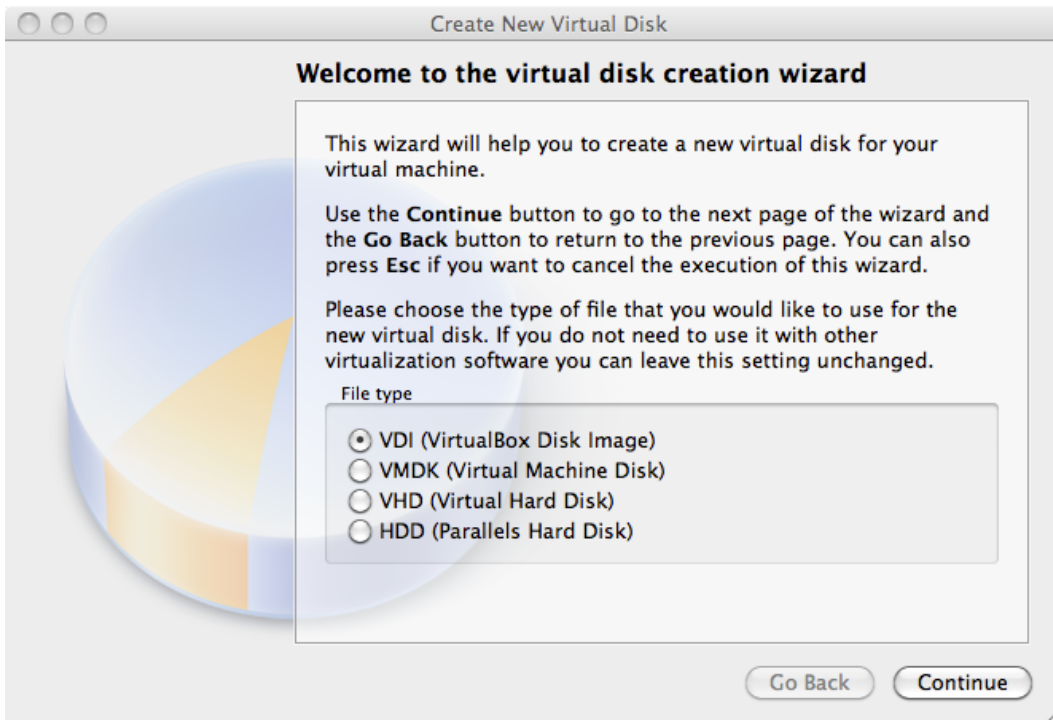 Create New Virtual Disk
Welcome to the virtual disk creation wizard
This wizard will help you to create a new virtual disk for your
virtual machine.
Use the Continue button to go to the next page of the wizard and
the Go Back button to return to the previous page. You can also
press Esc if you want to cancel the execution of this wizard.
Please choose the type of file that you would like to use for the
new virtual disk. If you do not need to use it with other
virtualization software you can leave this setting unchanged.
File type
VDI (VirtualBox Disk Image)
VMDK (Virtual Machine Disk)
VHD (Virtual Hard Disk)
HDD (Parallels Hard Disk)
Go Back
Continue